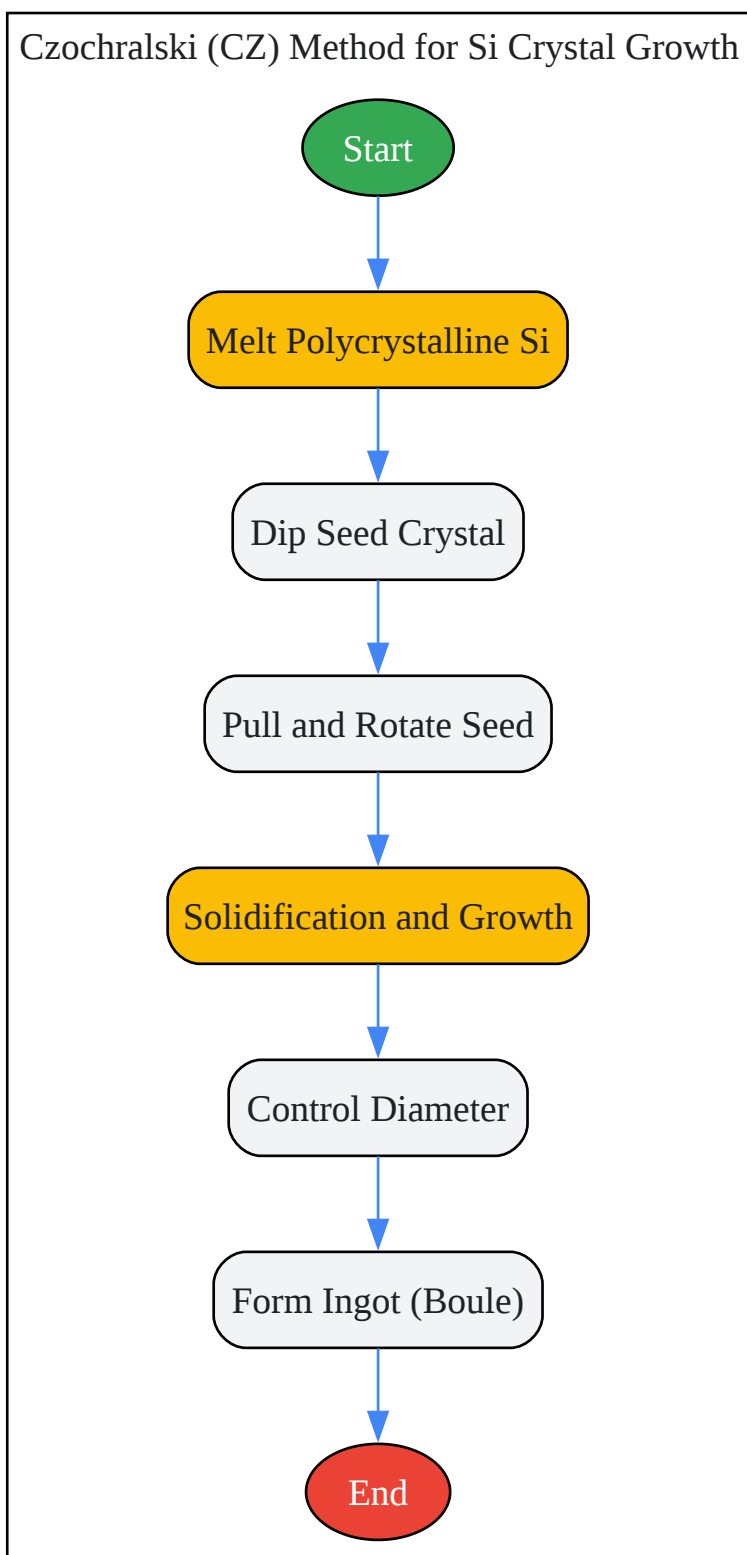 Czochralski (CZ) Method for Si Crystal Growth
Start
Melt Polycrystalline Si
Dip Seed Crystal
Pull and Rotate Seed
Solidification and Growth
Control Diameter
Form Ingot (Boule)
End